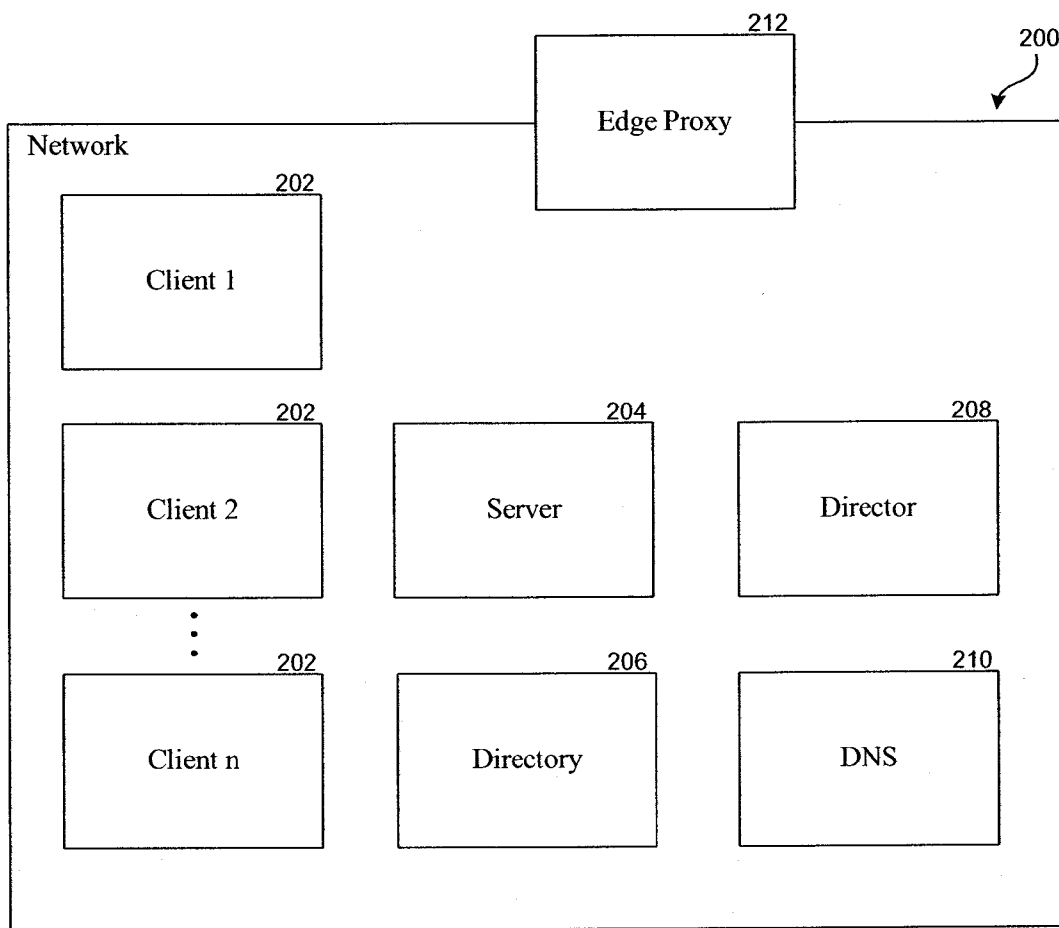 212
200
Edge Proxy
Network
202
Client 1
202
204
208
Client 2
Server
Director
202
206
210
Client n
Directory
DNS